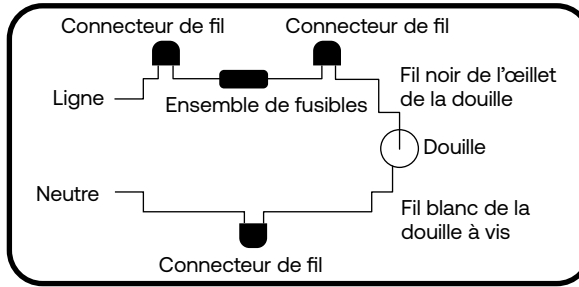 Connecteur de fil
Connecteur de fil
Fil noir de l’œillet
de la douille
Ligne
Ensemble de fusibles
Douille
Neutre
Fil blanc de la
douille à vis
Connecteur de fil